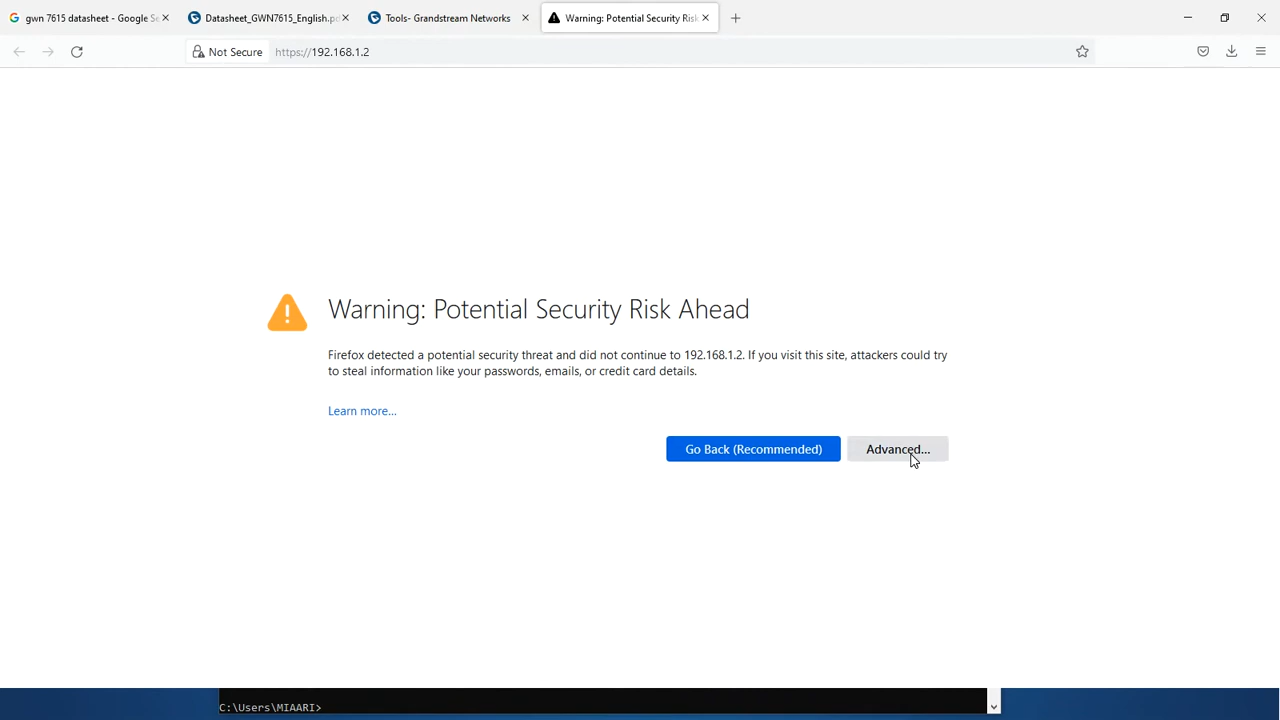 gwn 7615 datasheet - Google Se
Datasheet_GWN7615_English.pd
Tools- Grandstream Networks
Warning: Potential Security Risk
Not Secure
https://192.168.1.2
Warning: Potential Security Risk Ahead
Firefox detected a potential security threat and did not continue to 192.168.1.2. If you visit this site, attackers could try
to steal information like your passwords, emails, or credit card details.
Learn more...
Go Back (Recommended)
Advanced...
C:\Users\MIAARI>